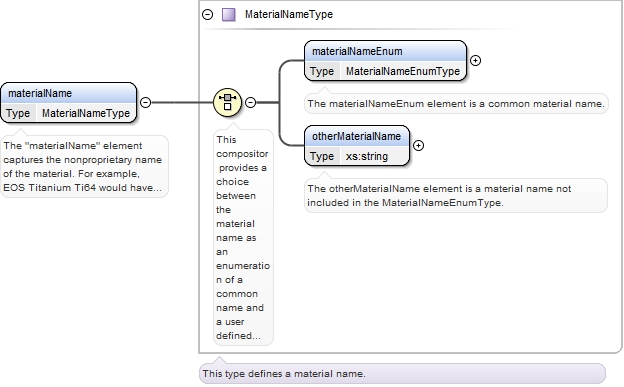 MaterialNameType
materialName
Type MaterialNameType
The "materialName" element
captures the nonproprietary name
of the material. For example,
EOS Titanium Ti64 would have...
This
compositor
provides a
choice
between
the
material
name as
an
enumeratio
n of a
common
name and
a user
defined...
materialNameEnum
Type MaterialNameEnumType
The materialNameEnum element is a common material name.
otherMaterialName
Type xs:string
The otherMaterialName element is a material name not
included in the MaterialNameEnumType.
This type defines a material name.